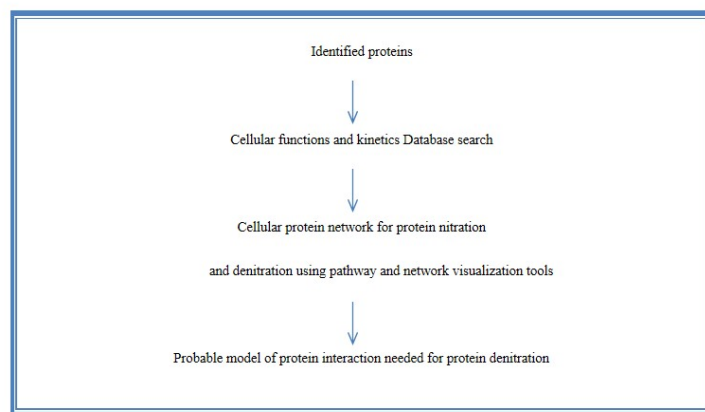 Identified proteins
Cellular functions and kinetics Database search
Cellular protein network for protein nitration
and denitration using pathway and network visualization tools
Probable model of protein interaction needed for protein denitration